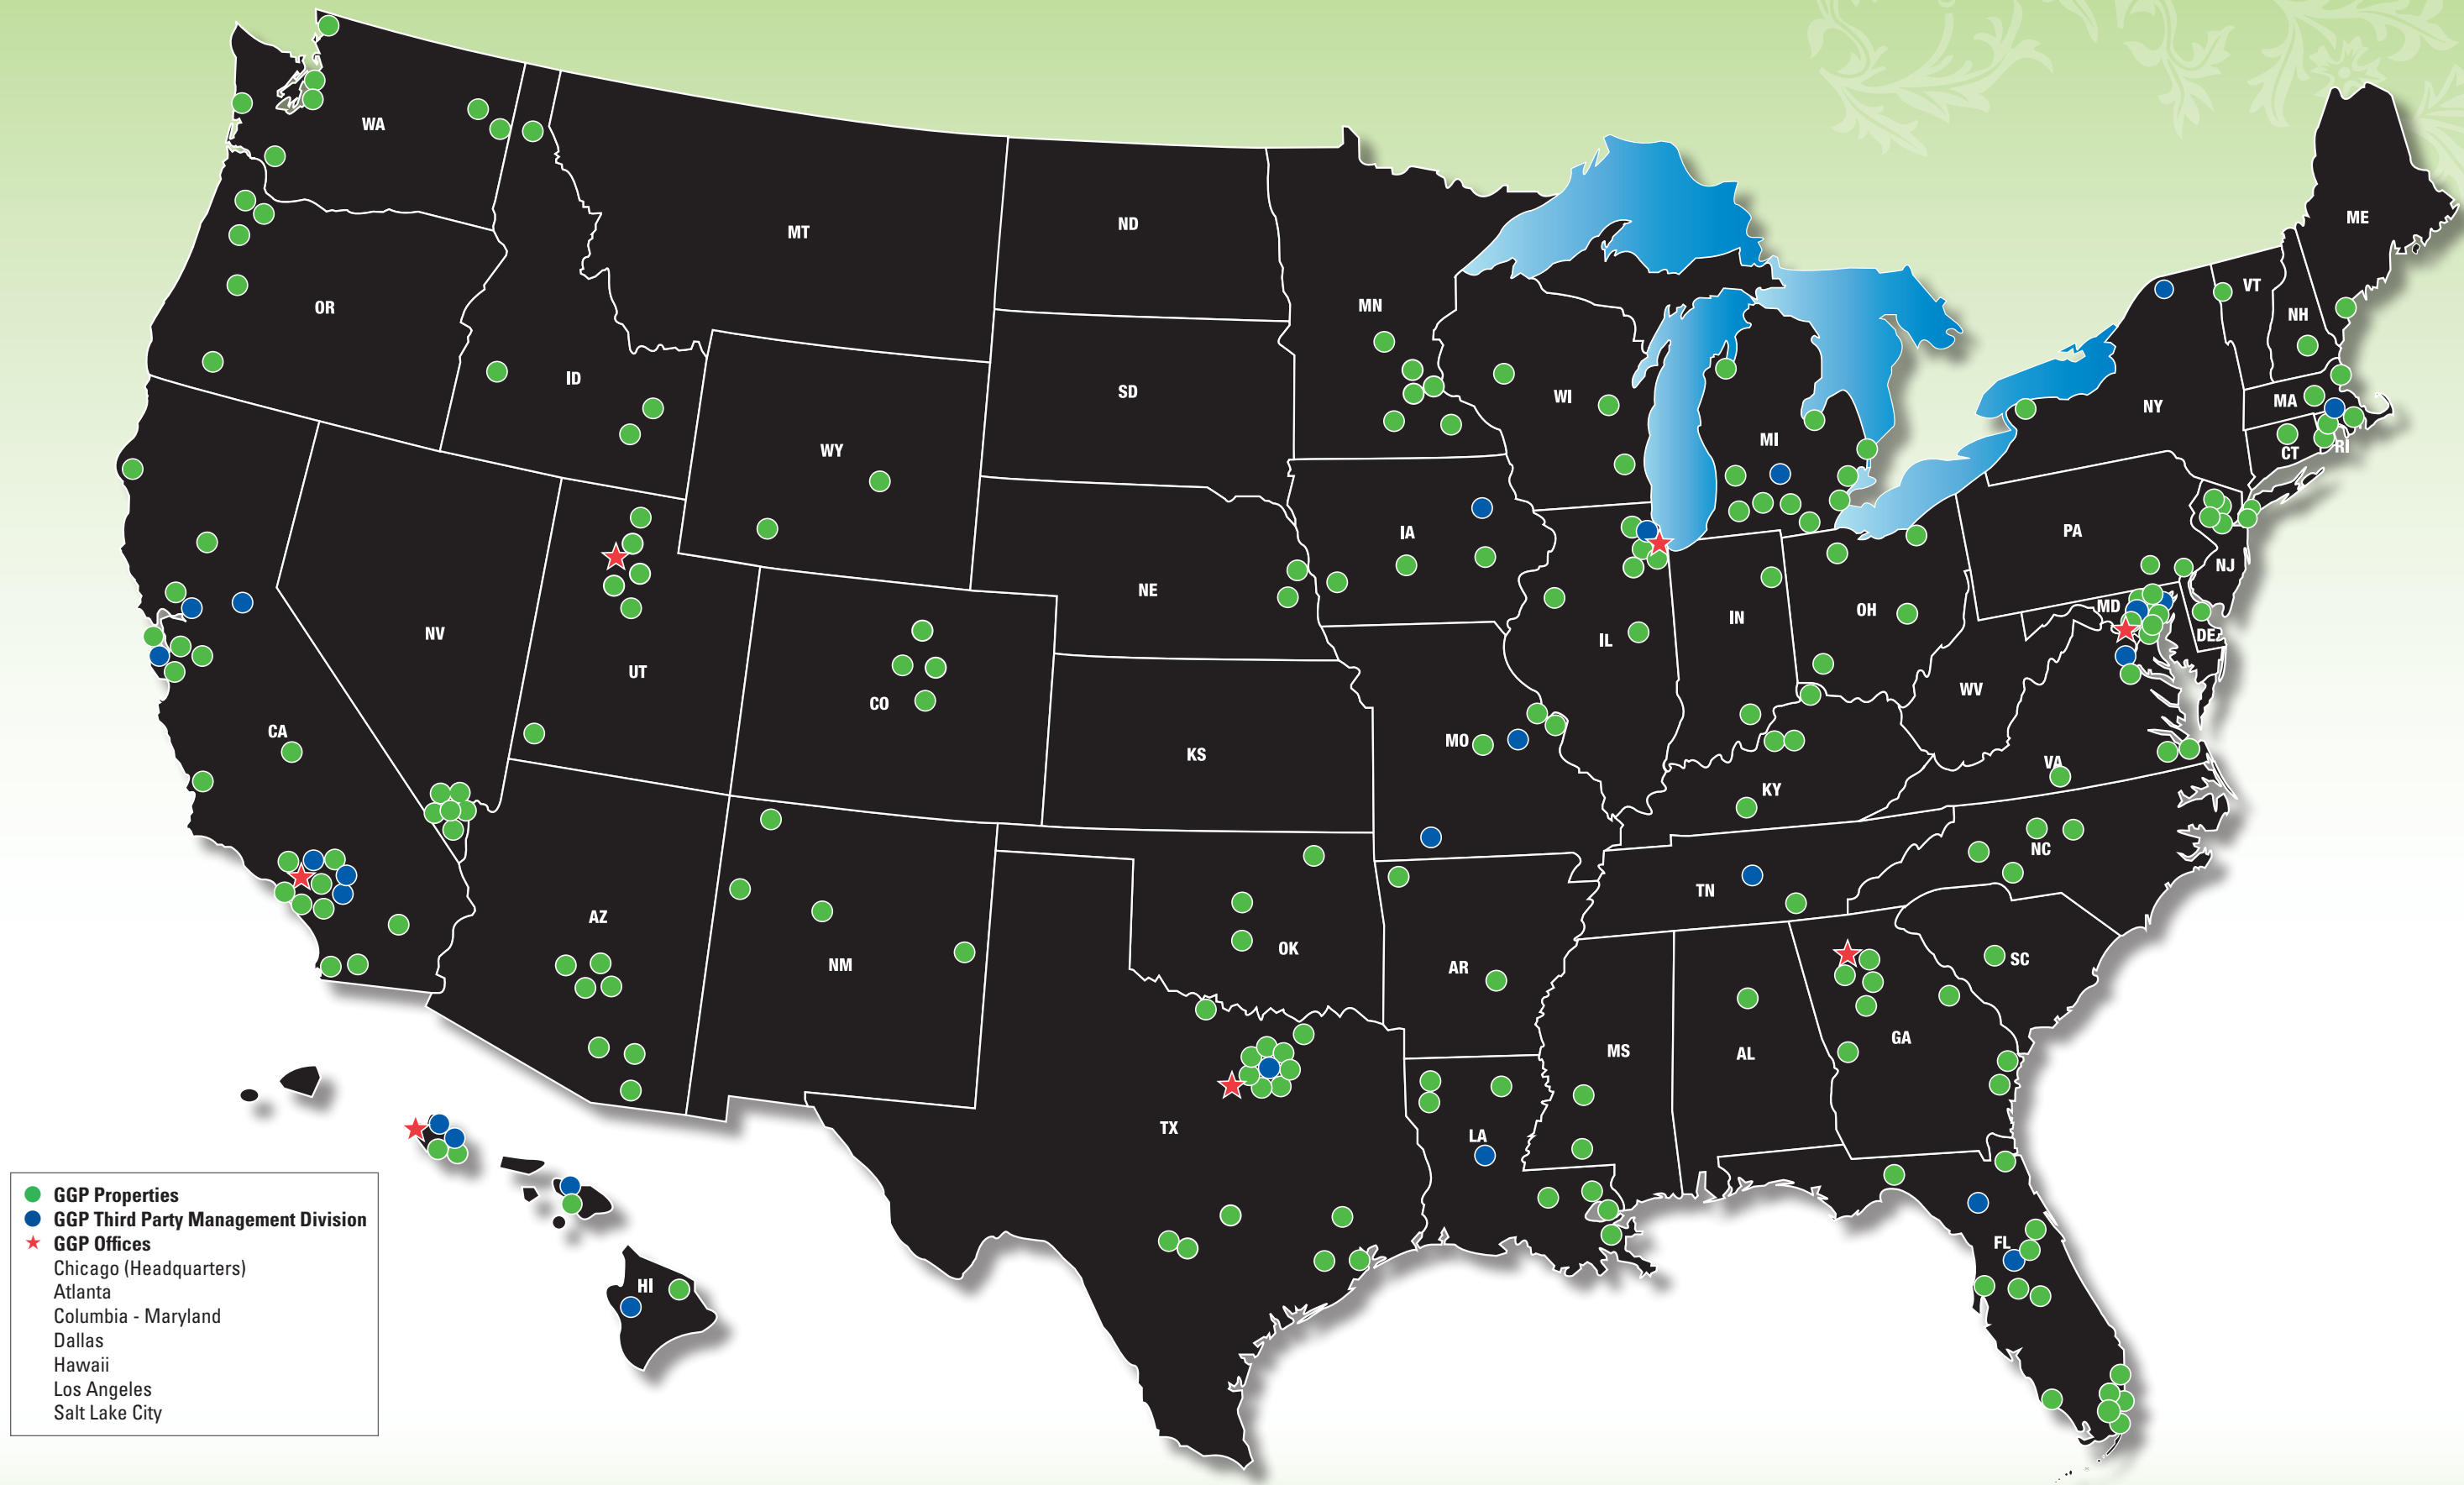 WA
MT
ND
MN
ME
VT
NH
OR
ID
SD
WI
MI
NY
MA
CT
RI
WY
IA
PA
NE
NJ
NV
UT
CO
IL
IN
OH
MD
DE
CA
KS
MO
WV
VA
KY
NC
AZ
NM
OK
AR
TN
SC
MS
AL
GA
TX
LA
FL
HI
GGP Properties
GGP Third Party Management Division
GGP Offices
Chicago (Headquarters)
Atlanta
Columbia - Maryland
Dallas
Hawaii
Los Angeles
Salt Lake City